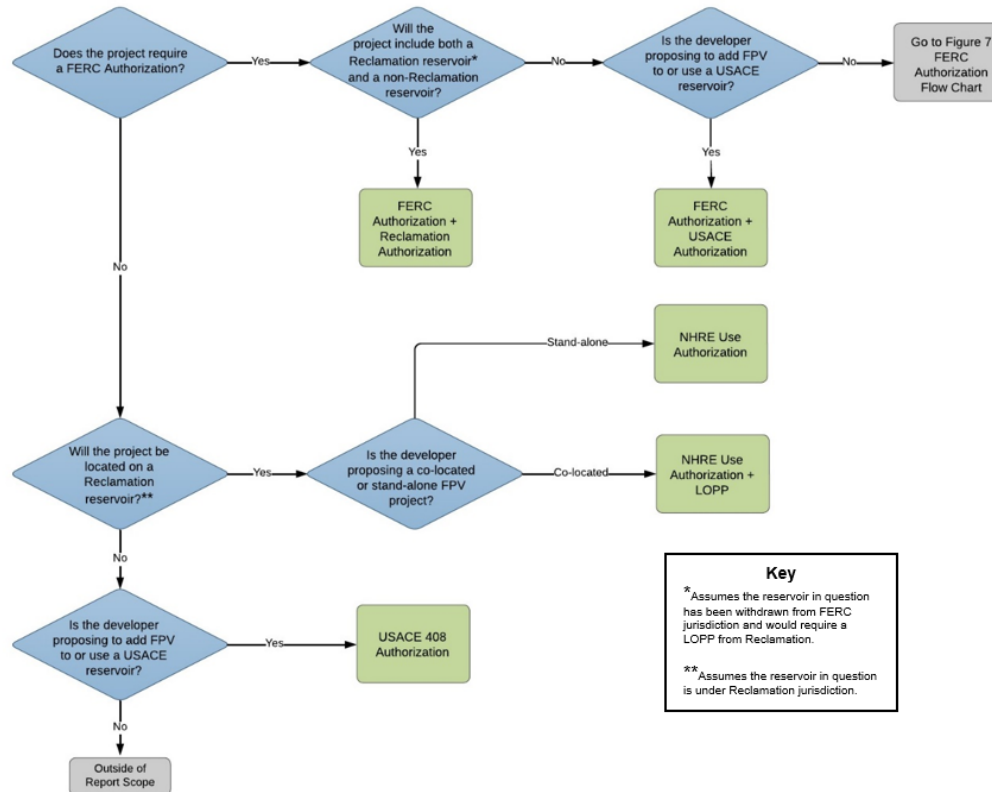 Does the project require
a FERC Authorization?
Yes
Will the
project include both a
Reclamation reservoir*
and a non-Reclamation
reservoir?
No
Is the developer
proposing to add FPV
to or use a USACE
reservoir?
No
Go to Figure 7
FERC
Authorization
Flow Chart
Yes
FERC
Authorization +
Reclamation
Authorization
Yes
FERC
Authorization +
USACE
Authorization
No
Stand-alone
NHRE Use
Authorization
Will the project be
located on a
Reclamation
reservoir?**
Yes
Is the developer
proposing a co-located
or stand-alone FPV
project?
Co-located
NHRE Use
Authorization +
LOPP
No
Is the developer
proposing to add FPV
to or use a USACE
reservoir?
Yes
USACE 408
Authorization
No
Outside of
Report Scope
Key
*Assumes the reservoir in question
has been withdrawn from FERC
jurisdiction and would require a
LOPP from Reclamation.
**Assumes the reservoir in question
is under Reclamation jurisdiction.